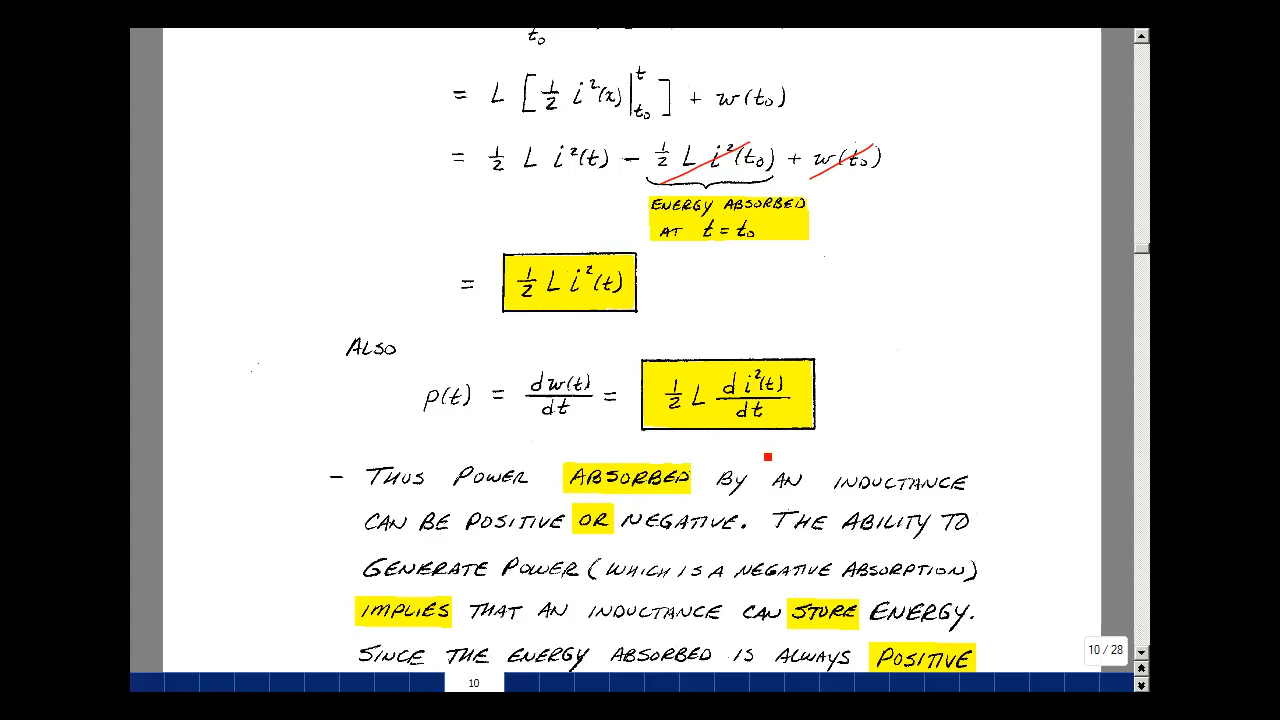 t₀
= L [ 1/2 i²(x) |ₜ₀ᵗ ] + w(t₀)
= 1/2 L i²(t) − 1/2 L i²(t₀) + w(t₀)
ENERGY ABSORBED
AT t = t₀
= 1/2 L i²(t)
ALSO
p(t) = dw(t)/dt = 1/2 L di²(t)/dt
- THUS POWER ABSORBED BY AN INDUCTANCE
CAN BE POSITIVE OR NEGATIVE. THE ABILITY TO
GENERATE POWER (WHICH IS A NEGATIVE ABSORPTION)
IMPLIES THAT AN INDUCTANCE CAN STORE ENERGY.
SINCE THE ENERGY ABSORBED IS ALWAYS POSITIVE
10 / 28
10